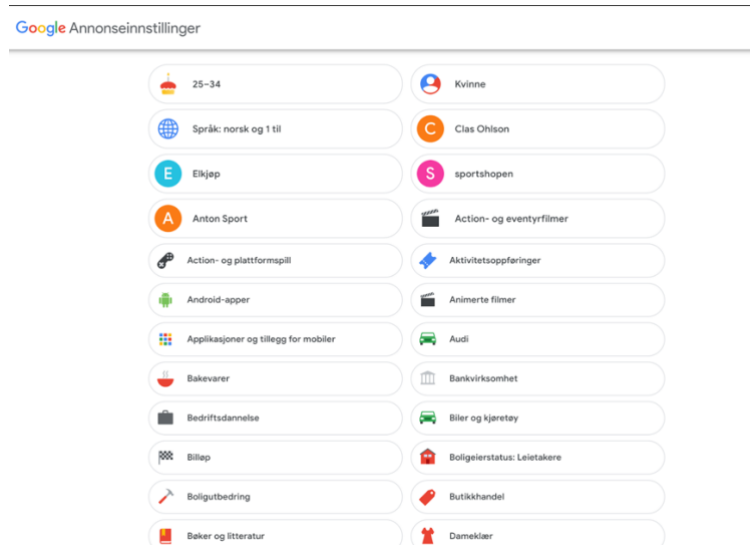 Google Annonseinnstillinger
25–34
Kvinne
Språk: norsk og 1 til
C
Clas Ohlson
E
Elkjøp
S
sportshopen
A
Anton Sport
Action- og eventyrfilmer
Action- og plattformspill
Aktivitetsoppføringer
Android-apper
Animerte filmer
Applikasjoner og tillegg for mobiler
Audi
Bakevarer
Bankvirksomhet
Bedriftsdannelse
Biler og kjøretøy
Billøp
Boligeierstatus: Leietakere
Boligutbedring
Butikkhandel
Bøker og litteratur
Dameklær